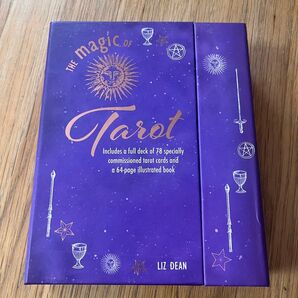 THE magic OF
Tarot
Includes a full deck of 78 specially
commissioned tarot cards and
a 64-page illustrated book
LIZ DEAN